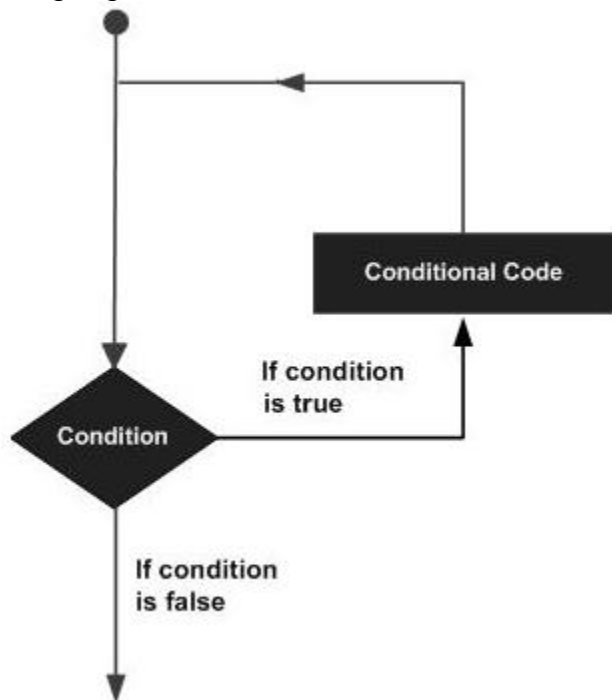 Conditional Code
If condition
is true
Condition
If condition
is false